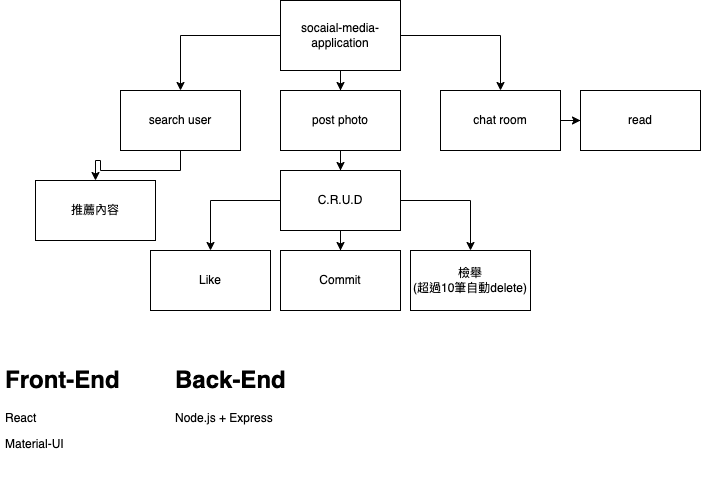 socaial-media-
application
search user
post photo
chat room
read
推薦內容
C.R.U.D
Like
Commit
檢舉
(超過10筆自動delete)
Front-End
Back-End
React
Node.js + Express
Material-UI